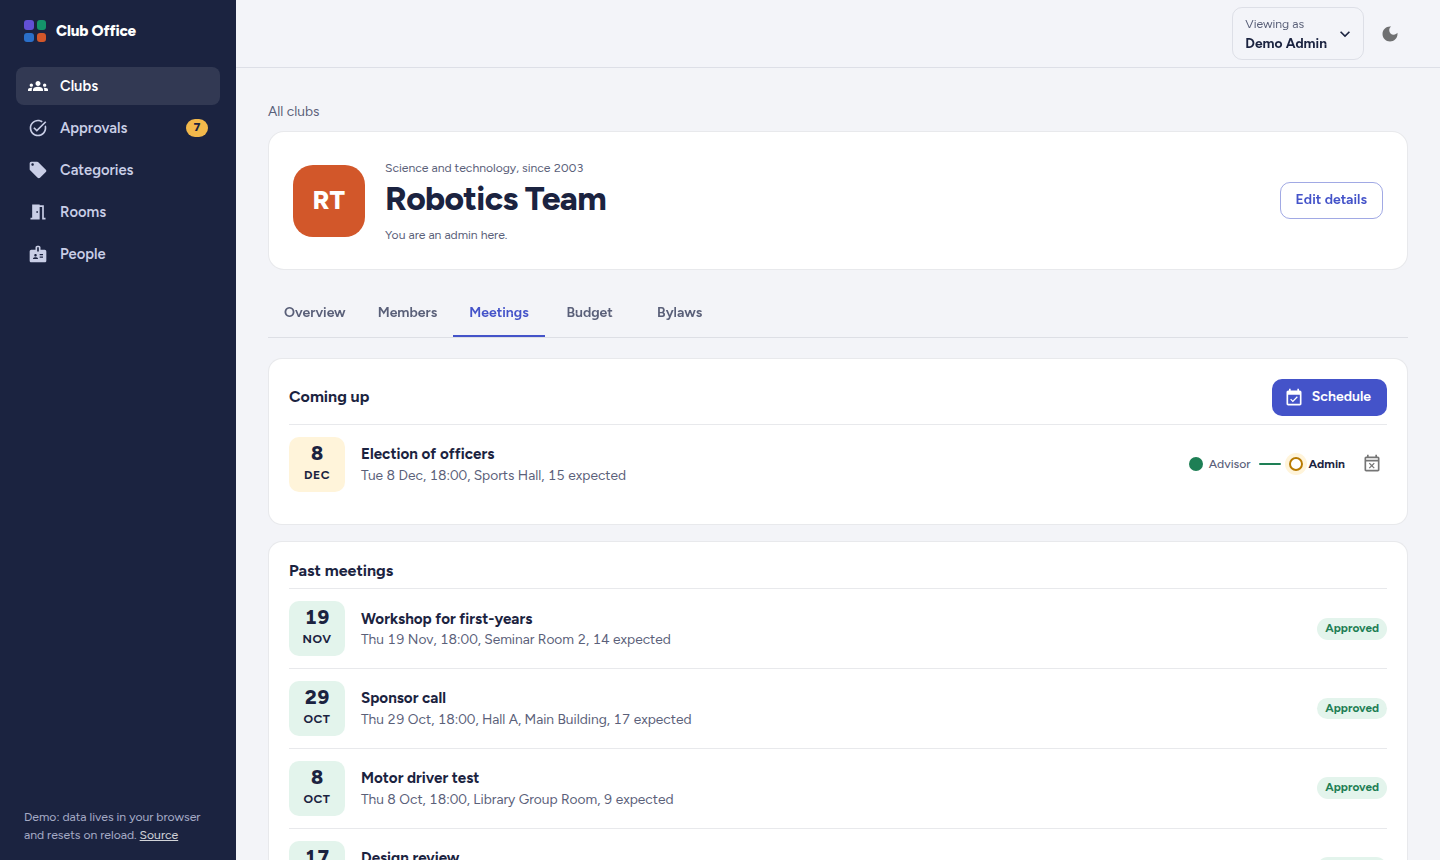 Club Office
Clubs
Approvals 7
Categories
Rooms
People
Demo: data lives in your browser
and resets on reload. Source
Viewing as
Demo Admin
All clubs
RT
Science and technology, since 2003
Robotics Team
You are an admin here.
Edit details
Overview Members Meetings Budget Bylaws
Coming up
Schedule
8
DEC
Election of officers
Tue 8 Dec, 18:00, Sports Hall, 15 expected
Advisor Admin
Past meetings
19
NOV
Workshop for first-years
Thu 19 Nov, 18:00, Seminar Room 2, 14 expected
Approved
29
OCT
Sponsor call
Thu 29 Oct, 18:00, Hall A, Main Building, 17 expected
Approved
8
OCT
Motor driver test
Thu 8 Oct, 18:00, Library Group Room, 9 expected
Approved
17
Design review